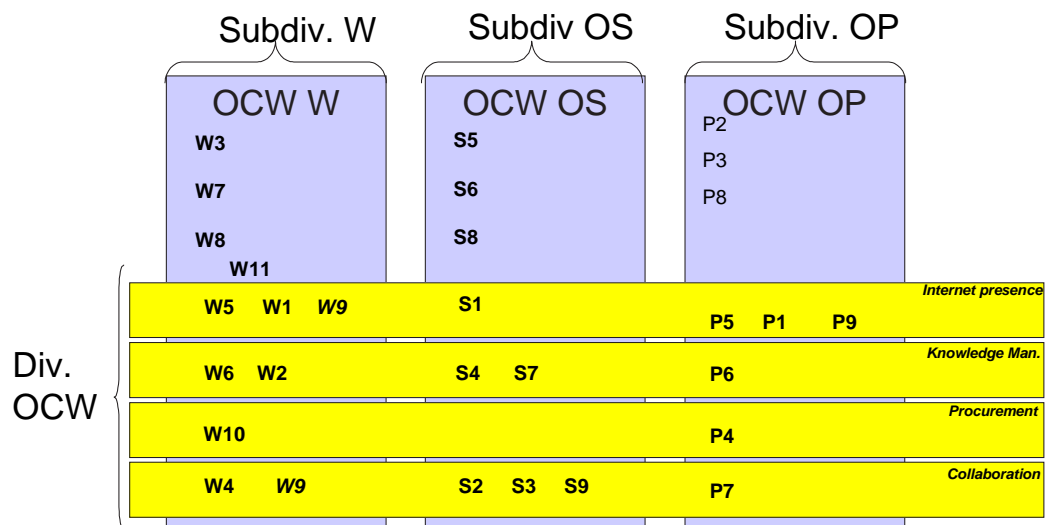 Subdiv. W Subdiv OS Subdiv. OP
OCW W OCW OS OCW OP
P2
W3 S5
P3
W7 S6 P8
W8 S8
W11
Internet presence
W5 W1 W9 S1
P5 P1 P9
Knowledge Man.
Div.
W6 W2 S4 S7 P6
OCW
Procurement
W10 P4
Collaboration
W4 W9 S2 S3 S9 P7